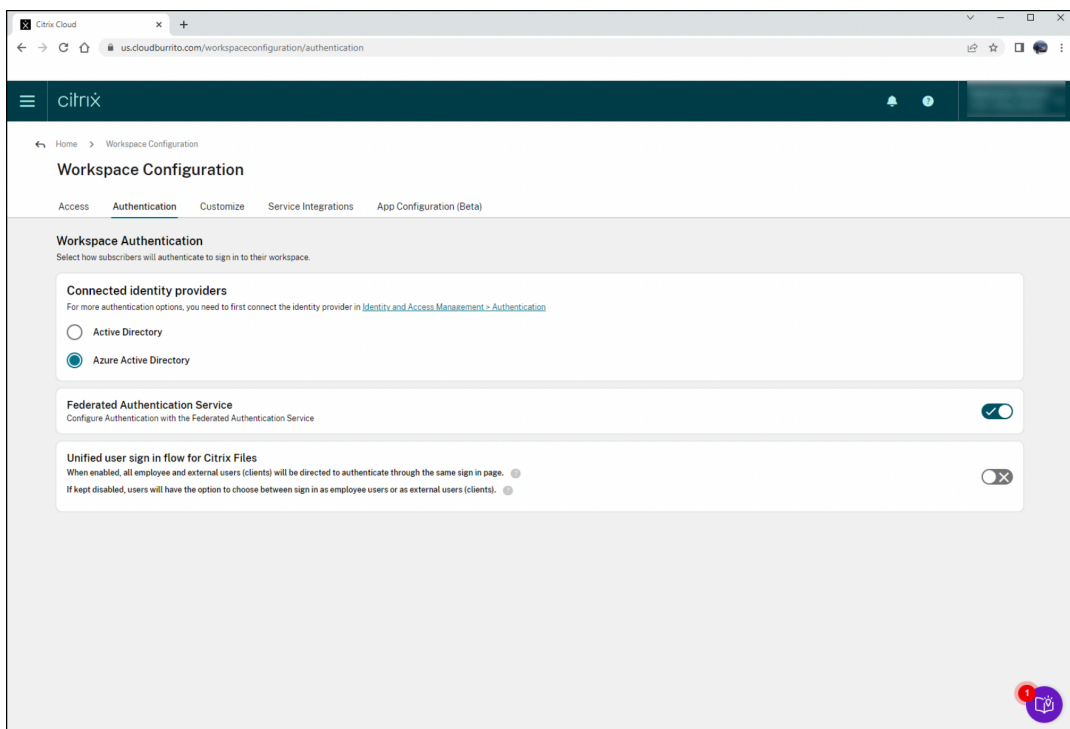 Citrix Cloud
us.cloudburrito.com/workspaceconfiguration/authentication
citrix
Home > Workspace Configuration
Workspace Configuration
Access Authentication Customize Service Integrations App Configuration (Beta)
Workspace Authentication
Select how subscribers will authenticate to sign in to their workspace.
Connected identity providers
For more authentication options, you need to first connect the identity provider in Identity and Access Management > Authentication
Active Directory
Azure Active Directory
Federated Authentication Service
Configure Authentication with the Federated Authentication Service
Unified user sign in flow for Citrix Files
When enabled, all employee and external users (clients) will be directed to authenticate through the same sign in page. ?
If kept disabled, users will have the option to choose between sign in as employee users or as external users (clients). ?
1